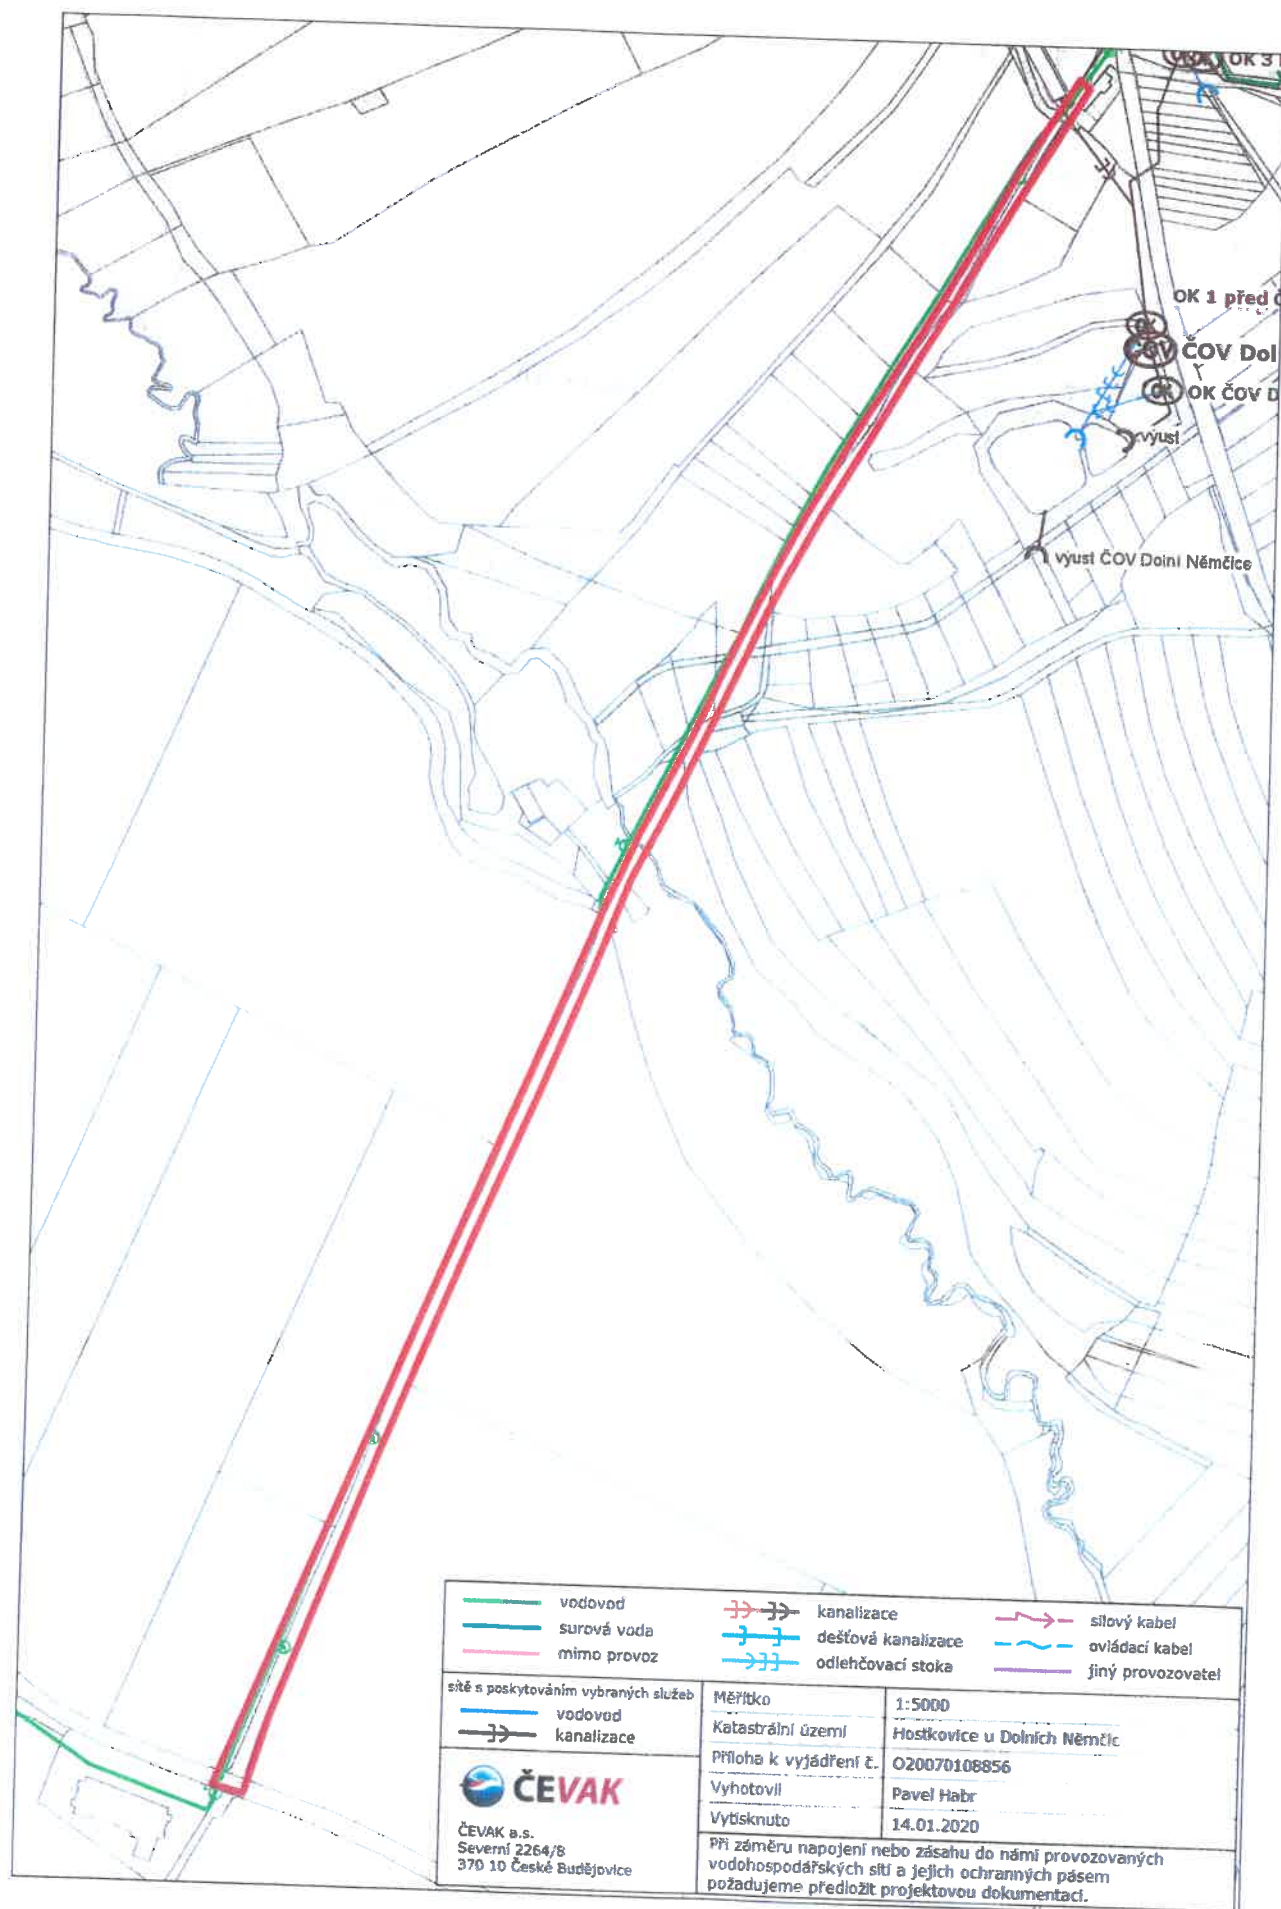 OK 3
OK 1 před
OK
ČOV ČOV Dol
OK OK ČOV D
výust
výust ČOV Dolní Němčice
vodovod
surová voda
mimo provoz
kanalizace
dešťová kanalizace
odlehčovací stoka
silový kabel
ovládací kabel
jiný provozovatel
sítě s poskytováním vybraných služeb
vodovod
kanalizace
Měřítko 1:5000
Katastrální území Hostkovice u Dolních Němčic
Příloha k vyjádření č. O20070108856
Vyhotovil Pavel Habr
Vytisknuto 14.01.2020
ČEVAK
ČEVAK a.s.
Severní 2264/8
370 10 České Budějovice
Při záměru napojení nebo zásahu do námi provozovaných
vodohospodářských sítí a jejich ochranných pásem
požadujeme předložit projektovou dokumentaci.